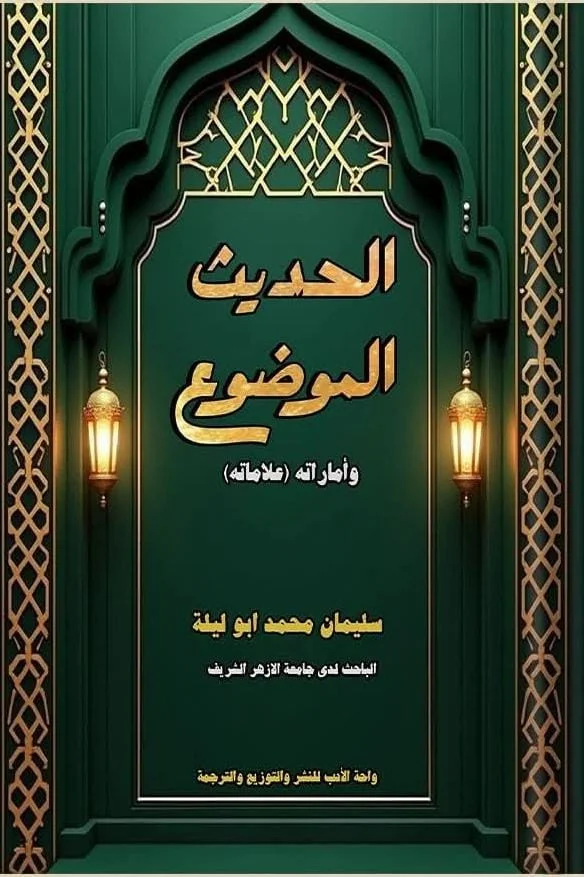 الحديث
الموضوع
وأماراته (علاماته)
سليمان محمد ابو ليلة
الباحث لدى جامعة الازهر الشريف
واحة الأدب للنشر والتوزيع والترجمة